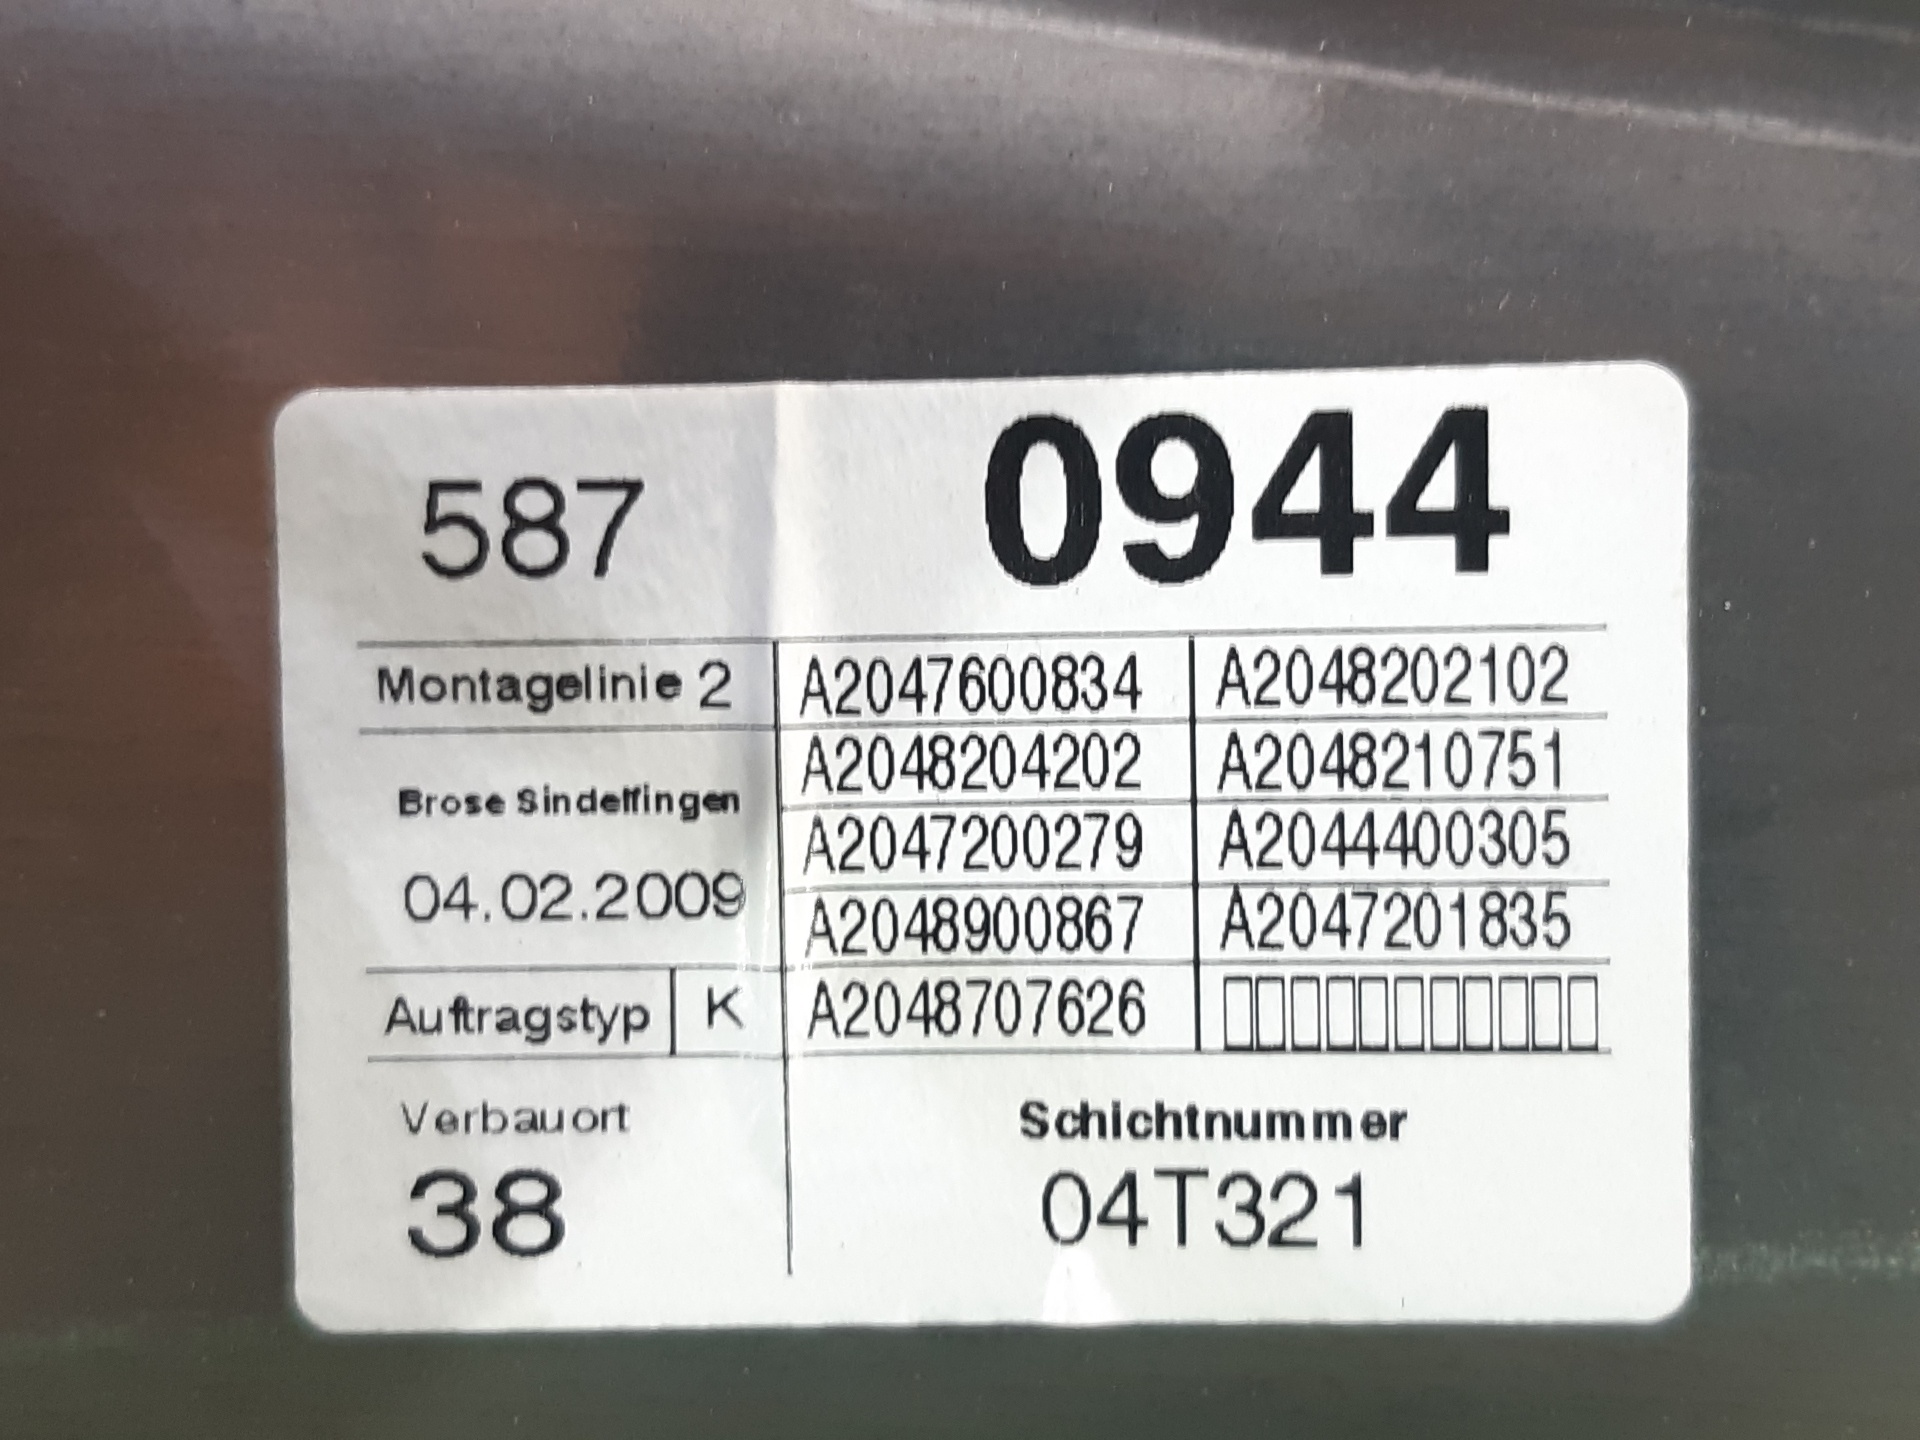 587 0944
Montagelinie 2 A2047600834 A2048202102
A2048204202 A2048210751
Brose Sindelfingen
A2047200279 A2044400305
04.02.2009
A2048900867 A2047201835
Auftragstyp K A2048707626 ▯▯▯▯▯▯▯▯▯▯▯
Verbauort Schichtnummer
38 04T321